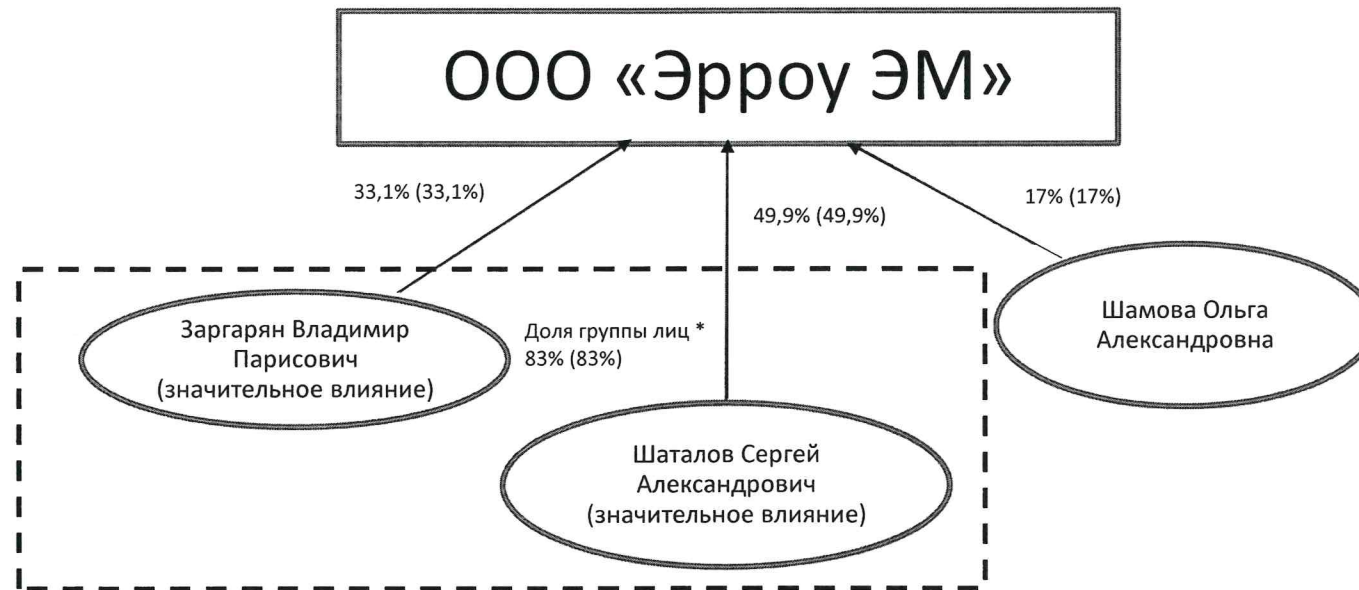 ООО «Эрроу ЭМ»
33,1% (33,1%)
49,9% (49,9%)
17% (17%)
Заргарян Владимир
Парисович
(значительное влияние)
Доля группы лиц *
83% (83%)
Шамова Ольга
Александровна
Шаталов Сергей
Александрович
(значительное влияние)